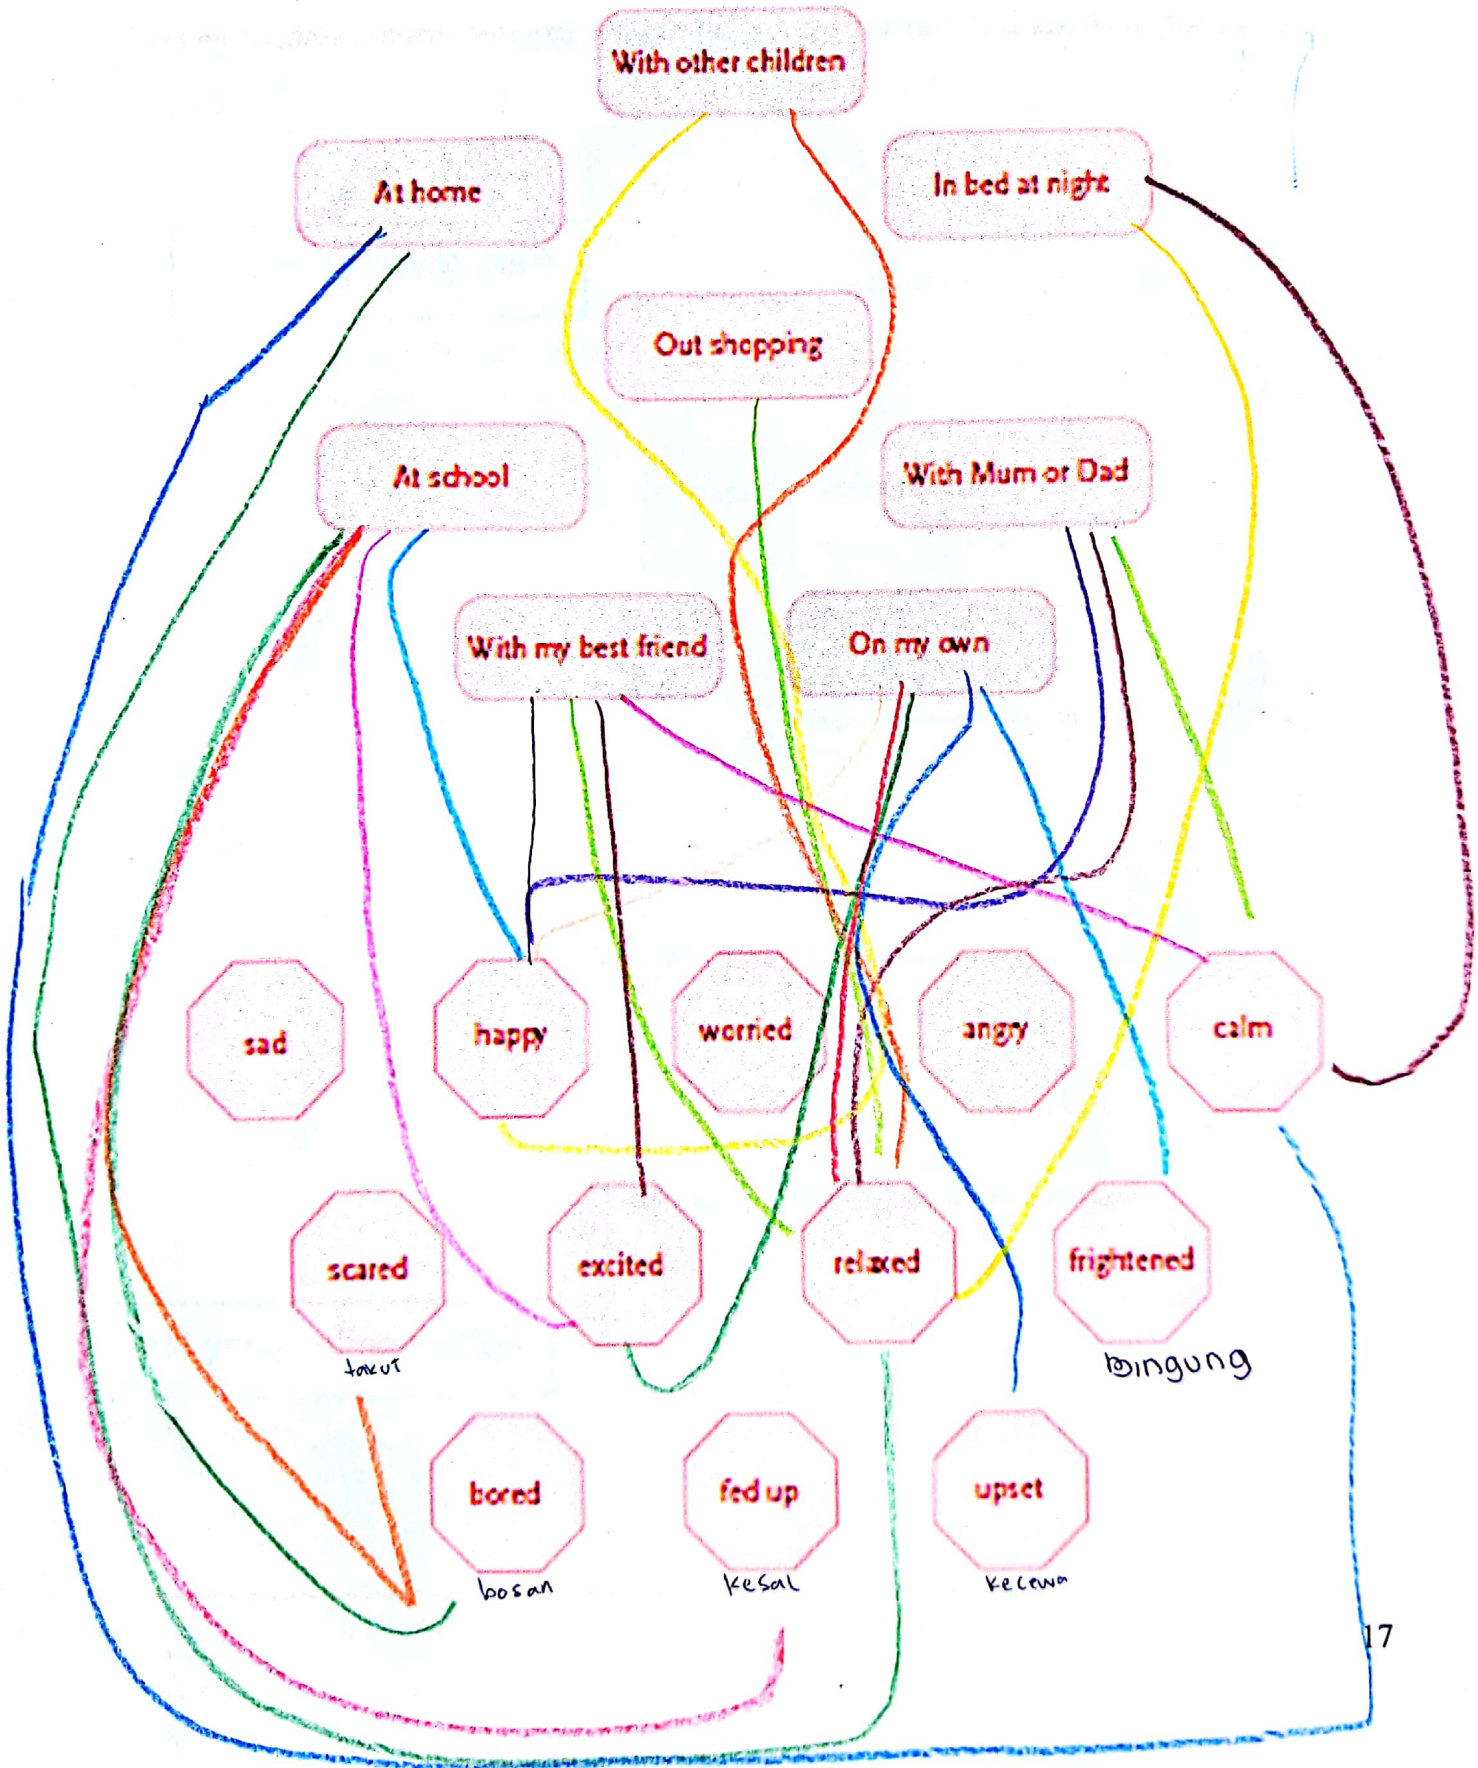 With other children
At home
In bed at night
Out shopping
At school
With Mum or Dad
With my best friend
On my own
sad
happy
worried
angry
calm
scared
excited
relaxed
frightened
takut
bingung
bored
fed up
upset
bosan
kesal
kecewa
17